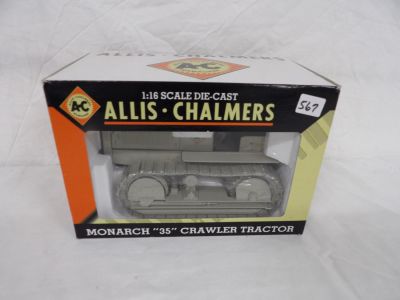 A-C
A-C
1:16 SCALE DIE-CAST
ALLIS·CHALMERS
567
MONARCH "35" CRAWLER TRACTOR